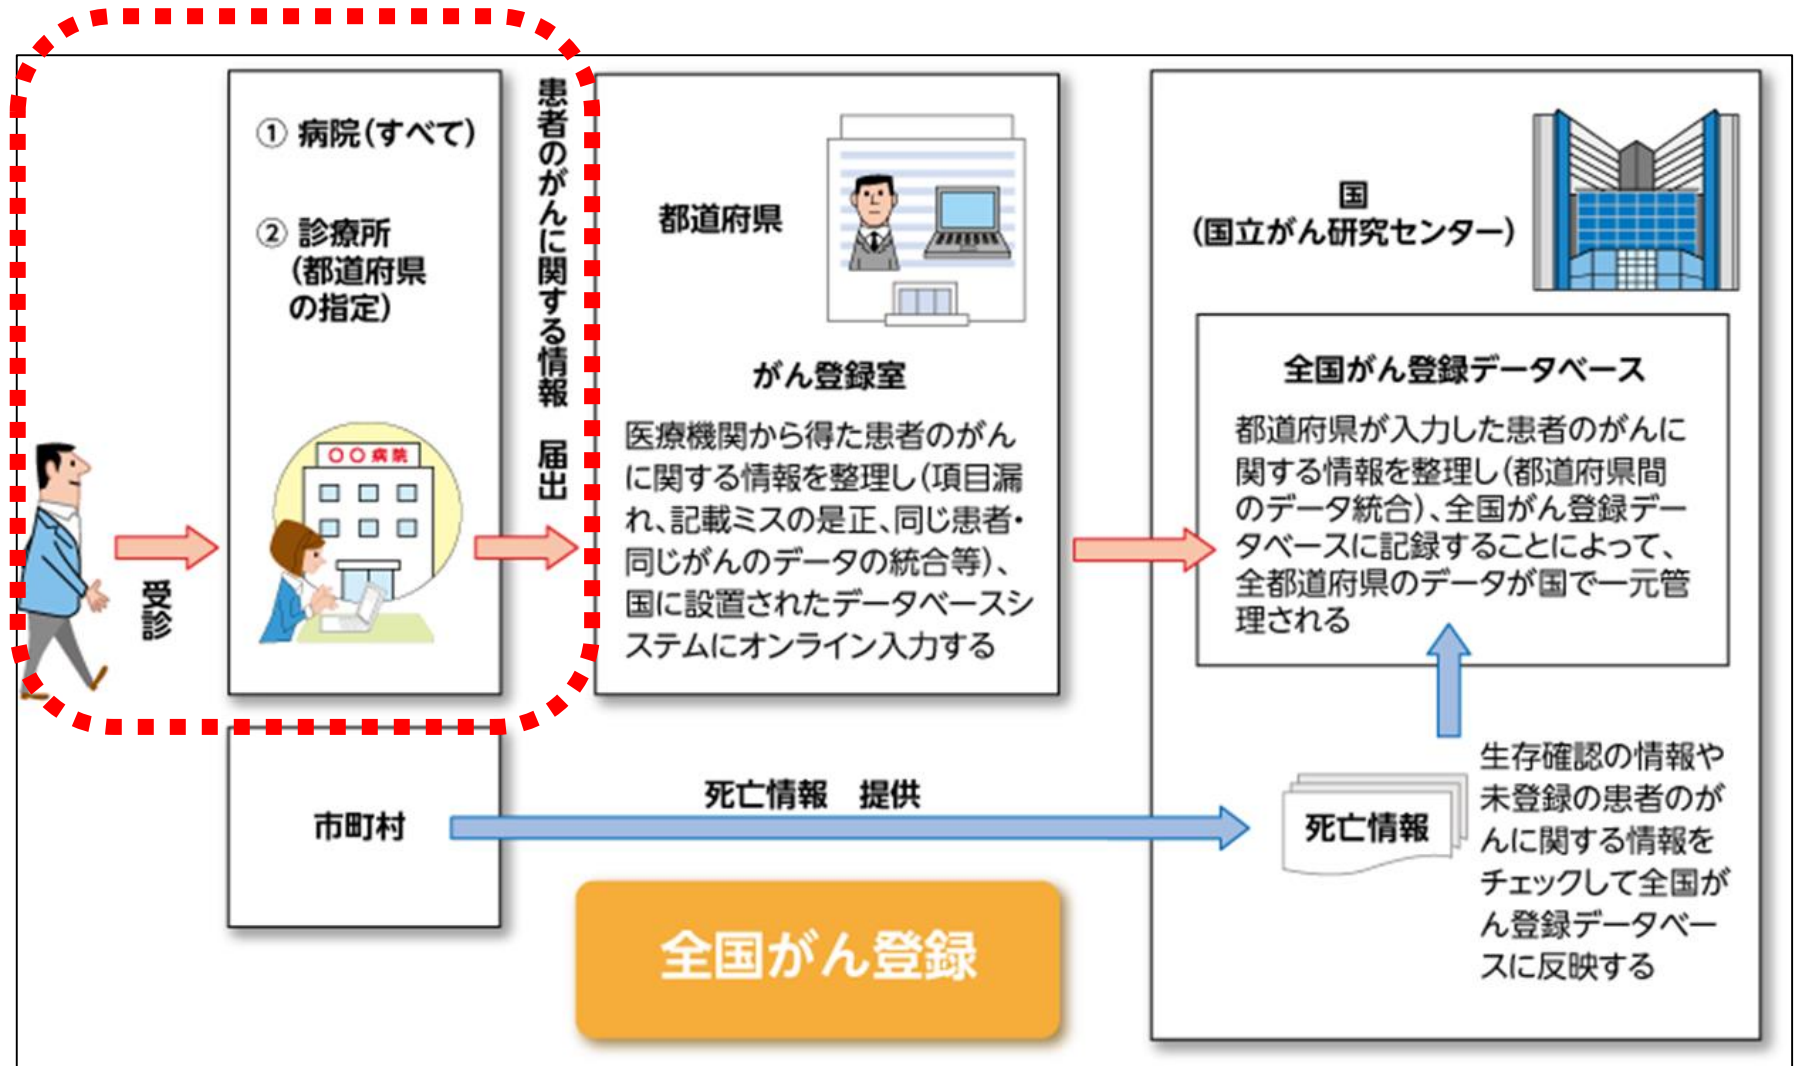 ① 病院(すべて)
② 診療所
(都道府県
の指定)
〇〇病院
受診
患者のがんに関する情報 届出
都道府県
がん登録室
医療機関から得た患者のがん
に関する情報を整理し(項目漏
れ、記載ミスの是正、同じ患者・
同じがんのデータの統合等)、
国に設置されたデータベースシ
ステムにオンライン入力する
国
(国立がん研究センター)
全国がん登録データベース
都道府県が入力した患者のがんに
関する情報を整理し(都道府県間
のデータ統合)、全国がん登録デー
タベースに記録することによって、
全都道府県のデータが国で一元管
理される
市町村
死亡情報 提供
死亡情報
生存確認の情報や
未登録の患者のが
んに関する情報を
チェックして全国が
ん登録データベー
スに反映する
全国がん登録